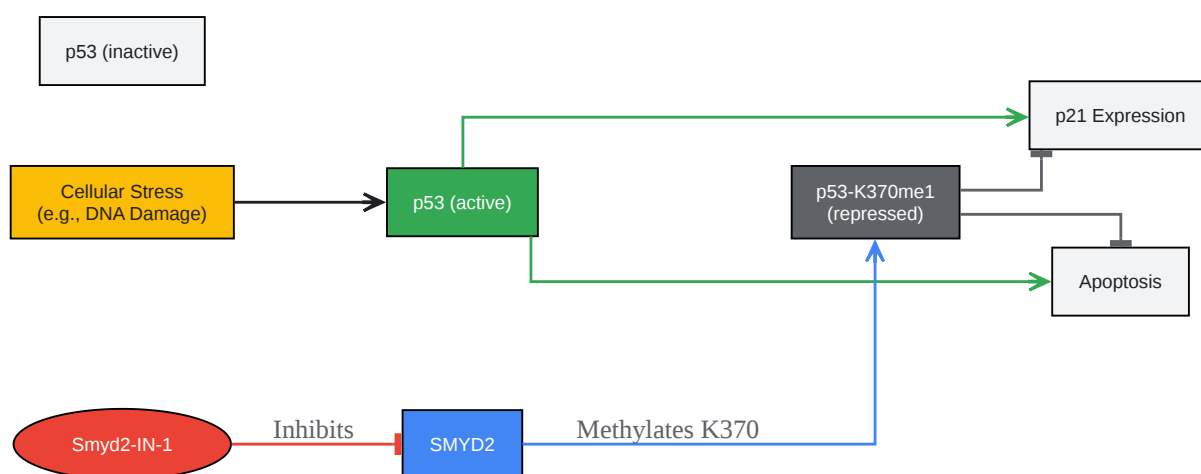 p53 (inactive)
p21 Expression
Cellular Stress
(e.g., DNA Damage)
p53 (active)
p53-K370me1
(repressed)
Apoptosis
Smyd2-IN-1
Inhibits
SMYD2
Methylates K370